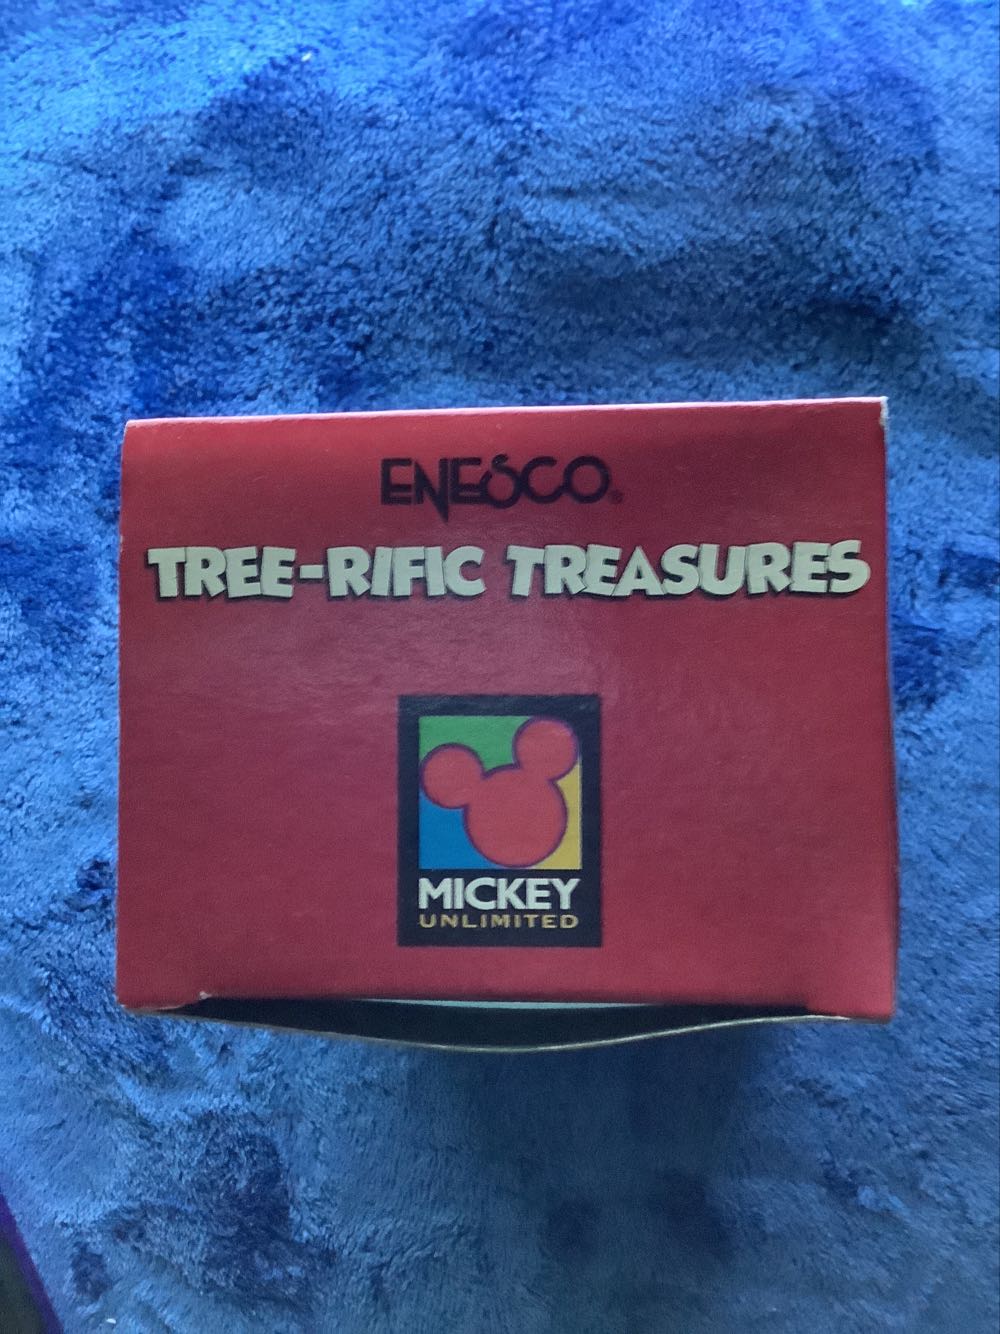 ENESCO®
TREE-RIFIC TREASURES
MICKEY
UNLIMITED